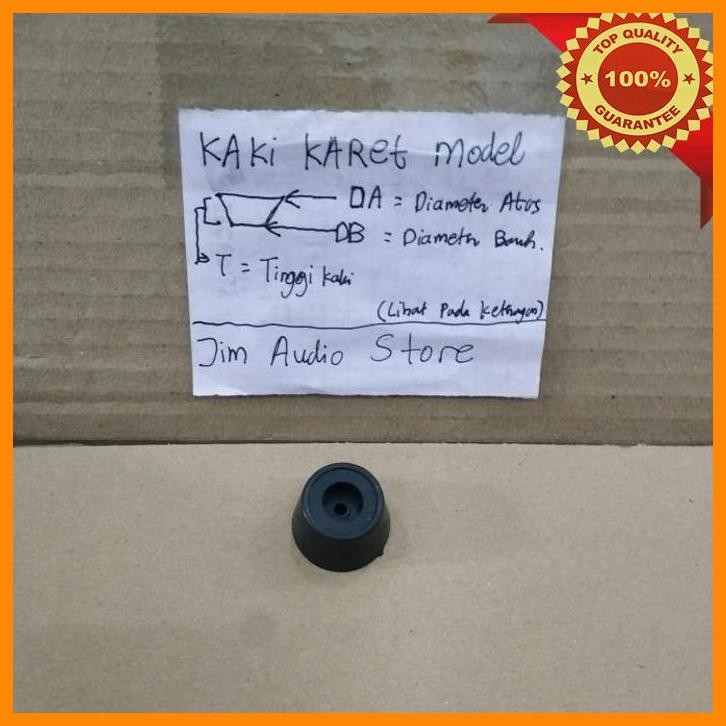 TOP QUALITY
100%
GUARANTEE
KAKi KAREt Model
DA = Diameter Atas
DB = Diameter Bawah.
T = Tinggi kaki
(Lihat Pada Keterangan)
Jim Audio Store